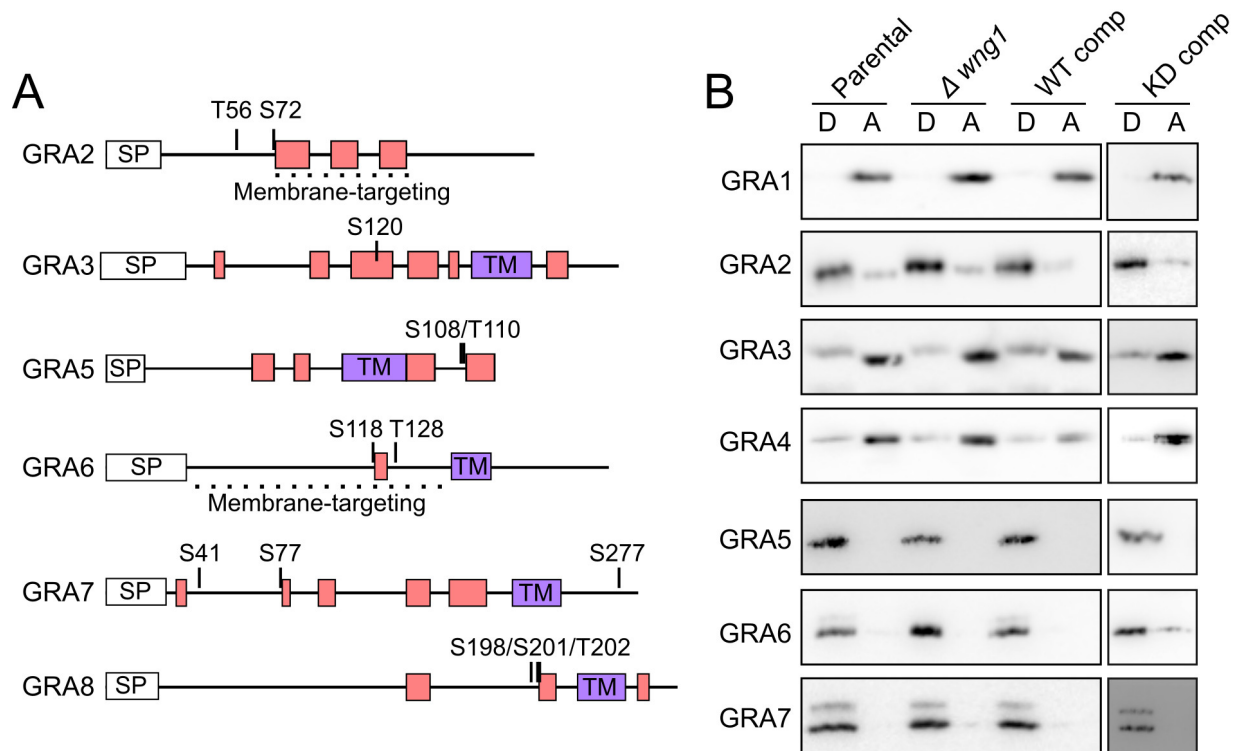 A
T56 S72
GRA2 SP
Membrane-targeting
S120
GRA3 SP TM
S108/T110
GRA5 SP TM
S118 T128
GRA6 SP TM
Membrane-targeting
S41 S77 S277
GRA7 SP TM
S198/S201/T202
GRA8 SP TM
B
Parental Δ wng1 WT comp KD comp
D A D A D A D A
GRA1
GRA2
GRA3
GRA4
GRA5
GRA6
GRA7